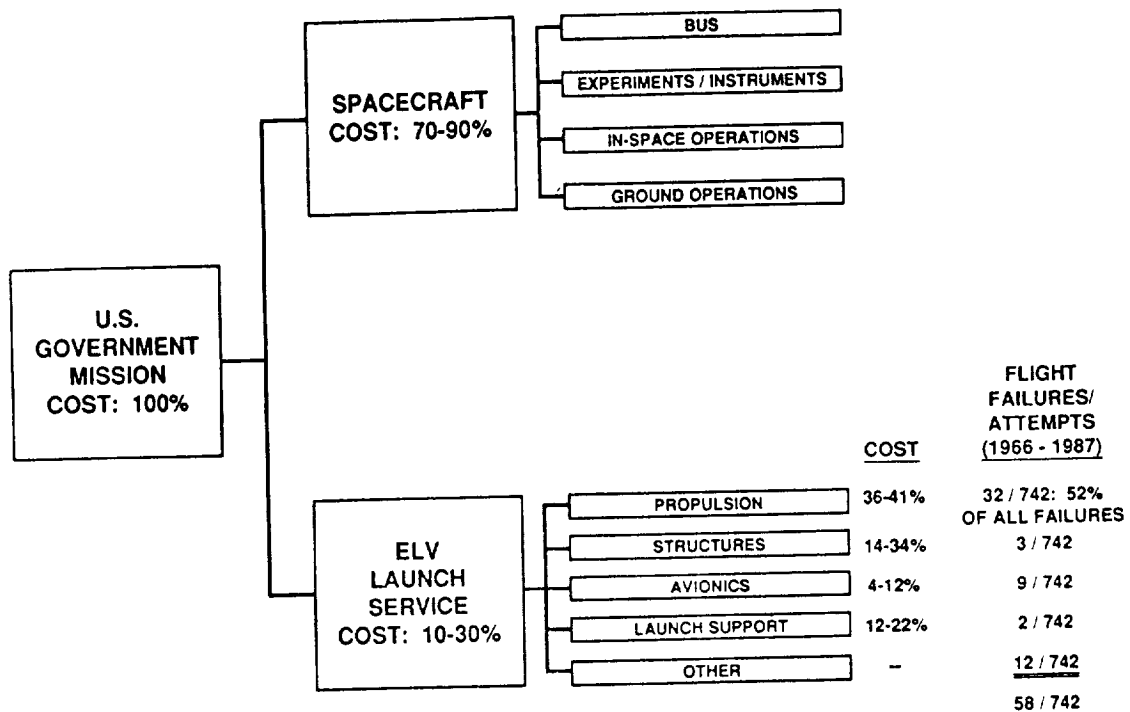 BUS
EXPERIMENTS / INSTRUMENTS
SPACECRAFT
COST: 70-90%
IN-SPACE OPERATIONS
GROUND OPERATIONS
U.S.
GOVERNMENT
MISSION
COST: 100%
FLIGHT
FAILURES/
ATTEMPTS
COST (1966 - 1987)
ELV
LAUNCH
SERVICE
COST: 10-30%
PROPULSION 36-41% 32 / 742: 52%
OF ALL FAILURES
STRUCTURES 14-34% 3 / 742
AVIONICS 4-12% 9 / 742
LAUNCH SUPPORT 12-22% 2 / 742
OTHER – 12 / 742
58 / 742